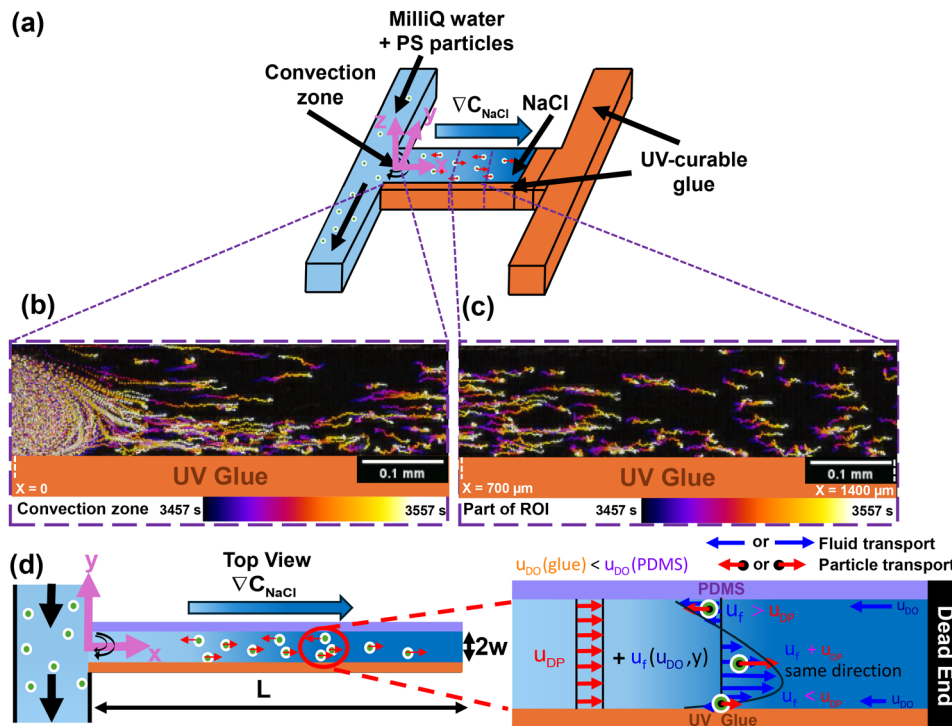 (a)
MilliQ water
+ PS particles
Convection
zone
∇C_NaCl
NaCl
z
y
x
UV-curable
glue
(b)
UV Glue
X = 0
0.1 mm
Convection zone
3457 s
3557 s
(c)
UV Glue
X = 700 μm
0.1 mm
X = 1400 μm
Part of ROI
3457 s
3557 s
(d)
y
x
Top View
∇C_NaCl
2w
L
or
Fluid transport
or
Particle transport
u_DO(glue) < u_DO(PDMS)
PDMS
u_f > u_DP
u_DO
u_DP
+ u_f(u_DO,y)
u_f + u_DP
same direction
u_f < u_DP
u_DO
UV Glue
Dead End